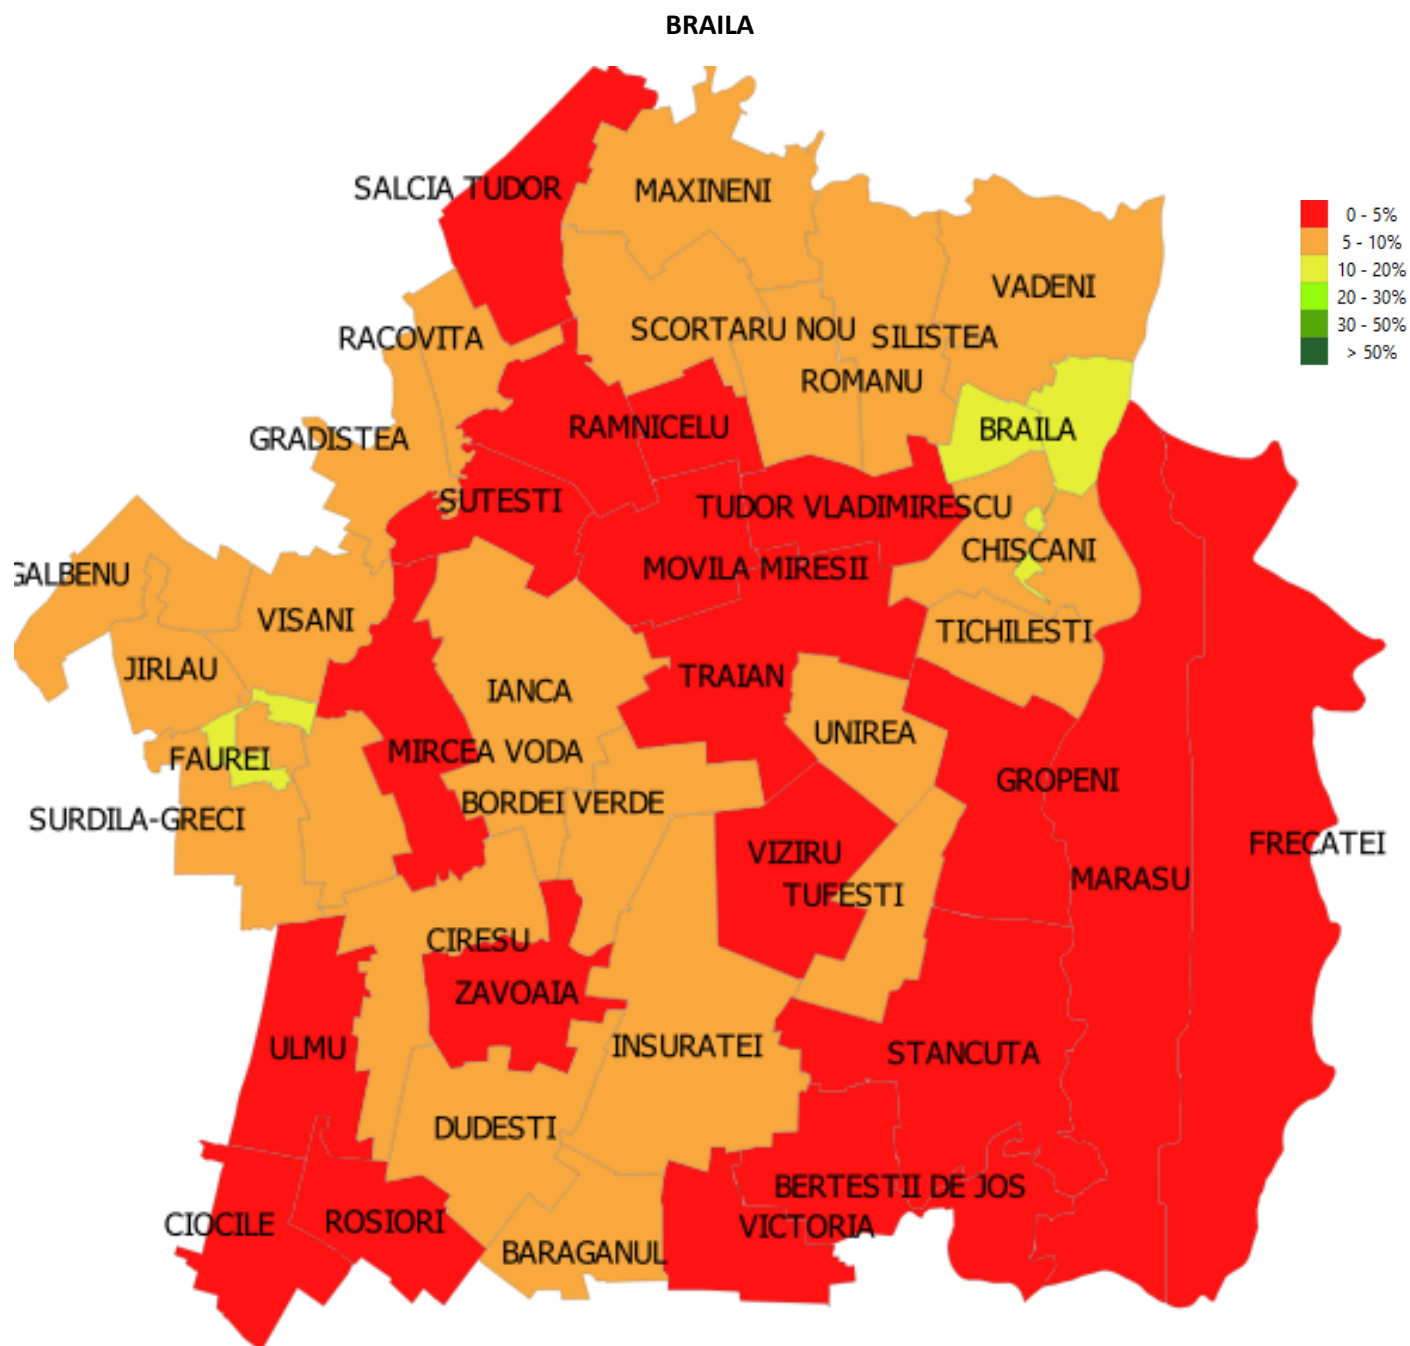 BRAILA
SALCIA TUDOR
MAXINENI
0 - 5%
5 - 10%
10 - 20%
20 - 30%
30 - 50%
> 50%
VADENI
RACOVITA
SCORTARU NOU
SILISTEA
ROMANU
GRADISTEA
RAMNICELU
BRAILA
SUTESTI
TUDOR VLADIMIRESCU
CHISCANI
GALBENU
MOVILA MIRESII
VISANI
TICHILESTI
JIRLAU
IANCA
TRAIAN
UNIREA
FAUREI
MIRCEA VODA
GROPENI
SURDILA-GRECI
BORDEI VERDE
VIZIRU
FRECATEI
TUFESTI
MARASU
CIRESU
ZAVOAIA
ULMU
INSURATEI
STANCUTA
DUDESTI
BERTESTII DE JOS
CIOCILE
ROSIORI
VICTORIA
BARAGANUL